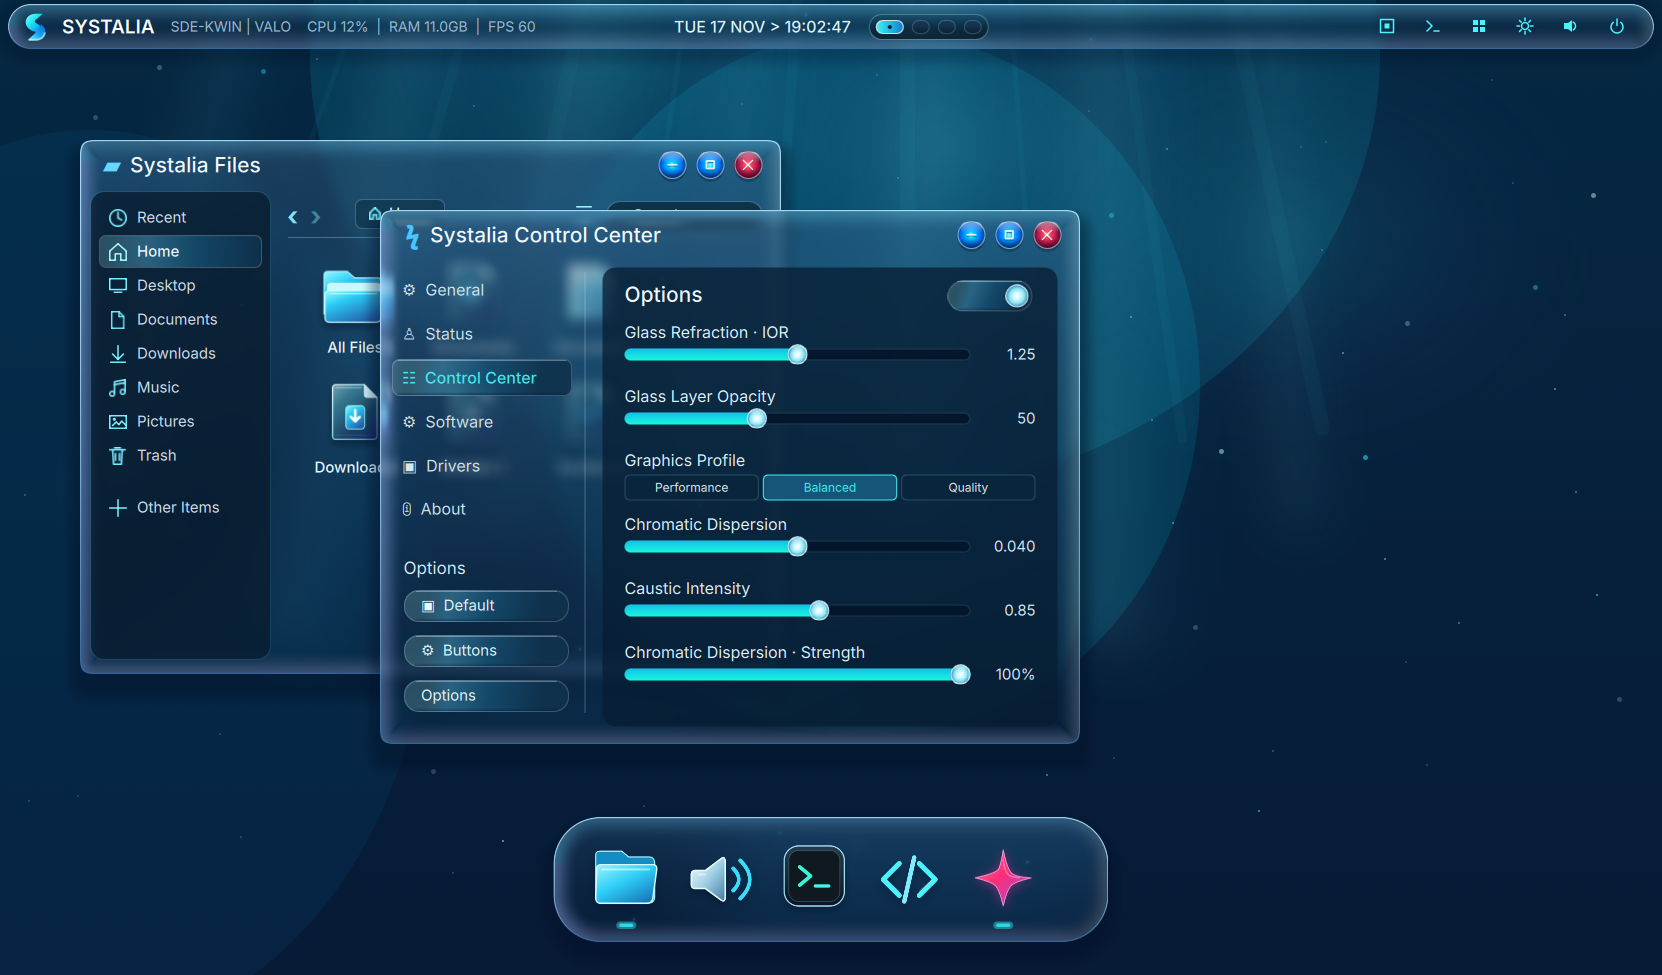 SYSTALIA SDE-KWIN | VALO CPU 12% | RAM 11.0GB | FPS 60 TUE 17 NOV > 19:02:47
Systalia Files
Recent
Home
Desktop
Documents
Downloads
Music
Pictures
Trash
Other Items
All Files
Systalia Control Center
General
Status
Control Center
Software
Drivers
About
Options
Default
Buttons
Options
Options
Glass Refraction · IOR
1.25
Glass Layer Opacity
50
Graphics Profile
Performance Balanced Quality
Chromatic Dispersion
0.040
Caustic Intensity
0.85
Chromatic Dispersion · Strength
100%